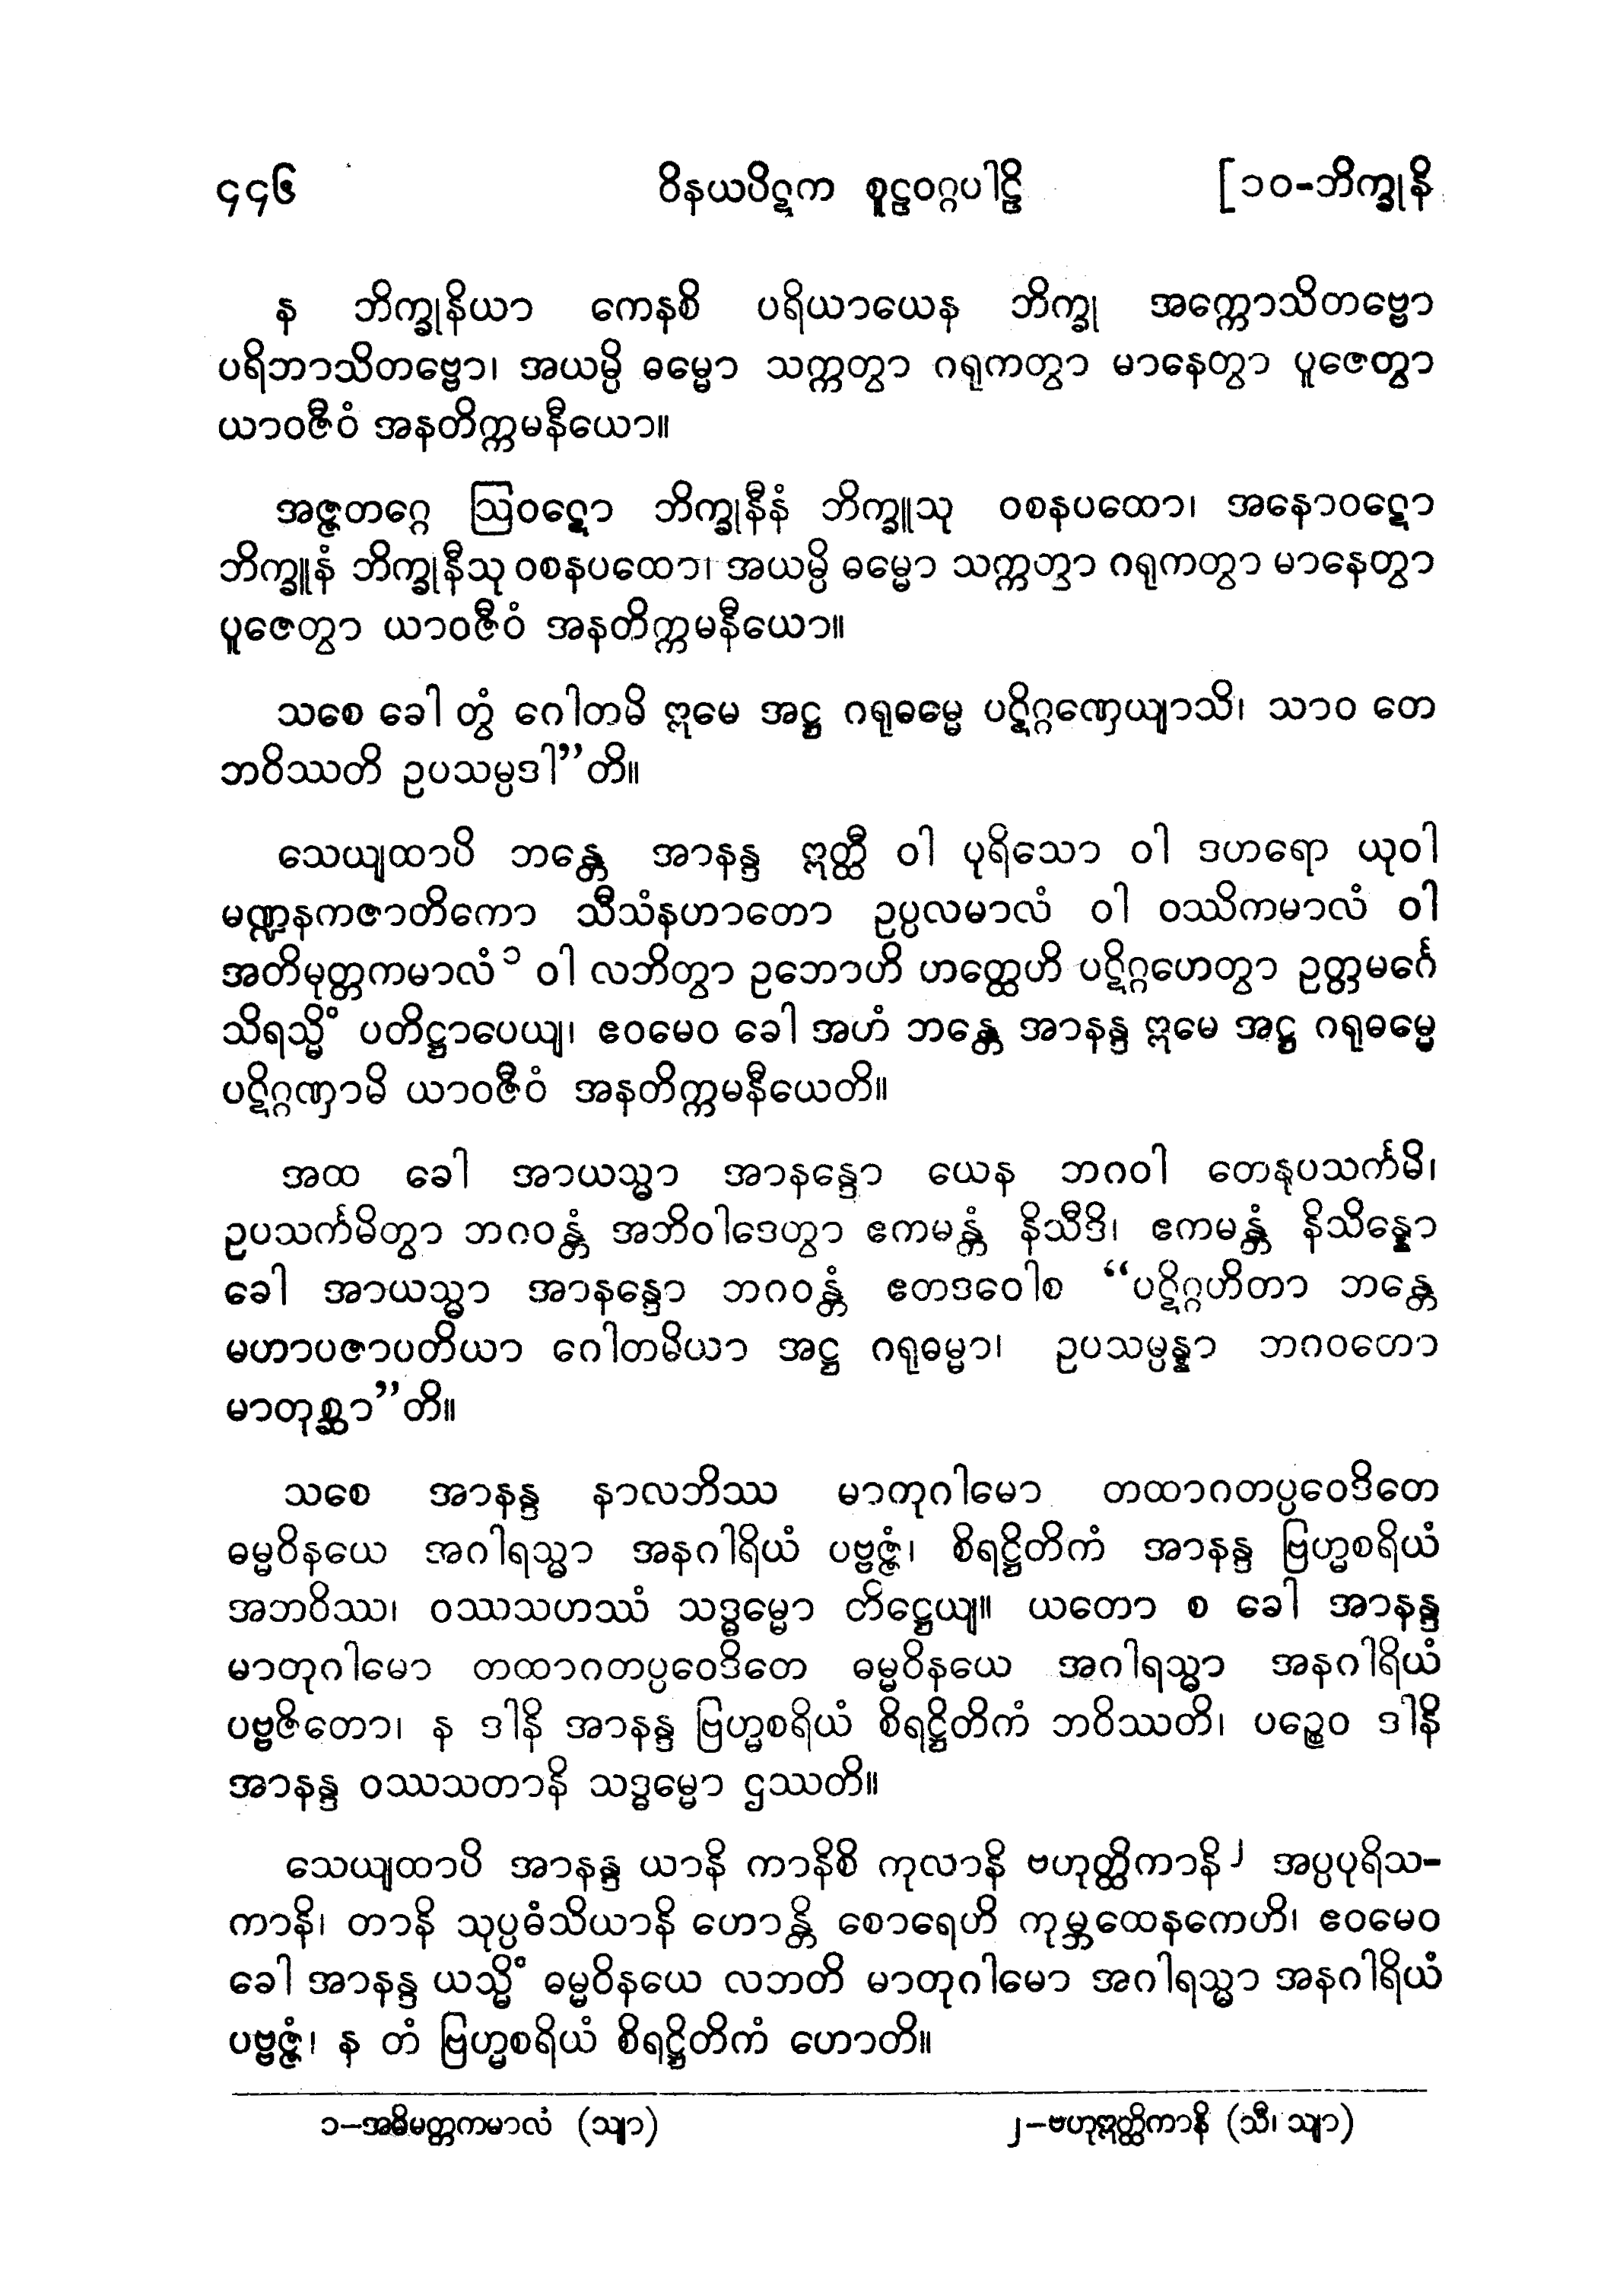 ၄၄၆ ဝိနယပိဋက စူဠဝဂ္ဂပါဠိ [၁၀-ဘိက္ခုနိ
န ဘိက္ခုနိယာ ကေနစိ ပရိယာယေန ဘိက္ခု အက္ကောသိတဗ္ဗော
ပရိဘာသိတဗ္ဗော၊ အယမ္ပိ ဓမ္မော သက္ကတွာ ဂရုကတွာ မာနေတွာ ပူဇေတွာ
ယာဝဇီဝံ အနတိက္ကမနီယော။
အဇ္ဇတဂ္ဂေ ဩဝဋော ဘိက္ခုနီနံ ဘိက္ခူသု ဝစနပထော၊ အနောဝဋော
ဘိက္ခူနံ ဘိက္ခုနီသု ဝစနပထော၊ အယမ္ပိ ဓမ္မော သက္ကတွာ ဂရုကတွာ မာနေတွာ
ပူဇေတွာ ယာဝဇီဝံ အနတိက္ကမနီယော။
သစေ ခေါ တွံ ဂေါတမိ ဣမေ အဋ္ဌ ဂရုဓမ္မေ ပဋိဂ္ဂဏှေယျာသိ၊ သာဝ တေ
ဘဝိဿတိ ဥပသမ္ပဒါ”တိ။
သေယျထာပိ ဘန္တေ အာနန္ဒ ဣတ္ထီ ဝါ ပုရိသော ဝါ ဒဟရော ယုဝါ
မဏ္ဍနကဇာတိကော သီသံနဟာတော ဥပ္ပလမာလံ ဝါ ဝဿိကမာလံ ဝါ
အတိမုတ္တကမာလံ၁ ဝါ လဘိတွာ ဥဘောဟိ ဟတ္ထေဟိ ပဋိဂ္ဂဟေတွာ ဥတ္တမင်္ဂေ
သိရသ္မိံ ပတိဋ္ဌာပေယျ၊ ဧဝမေဝ ခေါ အဟံ ဘန္တေ အာနန္ဒ ဣမေ အဋ္ဌ ဂရုဓမ္မေ
ပဋိဂ္ဂဏှာမိ ယာဝဇီဝံ အနတိက္ကမနီယေတိ။
အထ ခေါ အာယသ္မာ အာနန္ဒော ယေန ဘဂဝါ တေနုပသင်္ကမိ၊
ဥပသင်္ကမိတွာ ဘဂဝန္တံ အဘိဝါဒေတွာ ဧကမန္တံ နိသီဒိ၊ ဧကမန္တံ နိသိန္နော
ခေါ အာယသ္မာ အာနန္ဒော ဘဂဝန္တံ ဧတဒဝေါစ “ပဋိဂ္ဂဟိတာ ဘန္တေ
မဟာပဇာပတိယာ ဂေါတမိယာ အဋ္ဌ ဂရုဓမ္မာ၊ ဥပသမ္ပန္နာ ဘဂဝတော
မာတုစ္ဆာ”တိ။
သစေ အာနန္ဒ နာလဘိဿ မာတုဂါမော တထာဂတပ္ပဝေဒိတေ
ဓမ္မဝိနယေ အဂါရသ္မာ အနဂါရိယံ ပဗ္ဗဇ္ဇံ၊ စိရဋ္ဌိတိကံ အာနန္ဒ ဗြဟ္မစရိယံ
အဘဝိဿ၊ ဝဿသဟဿံ သဒ္ဓမ္မော တိဋ္ဌေယျ။ ယတော စ ခေါ အာနန္ဒ
မာတုဂါမော တထာဂတပ္ပဝေဒိတေ ဓမ္မဝိနယေ အဂါရသ္မာ အနဂါရိယံ
ပဗ္ဗဇိတော၊ န ဒါနိ အာနန္ဒ ဗြဟ္မစရိယံ စိရဋ္ဌိတိကံ ဘဝိဿတိ၊ ပဉ္စေဝ ဒါနိ
အာနန္ဒ ဝဿသတာနိ သဒ္ဓမ္မော ဌဿတိ။
သေယျထာပိ အာနန္ဒ ယာနိ ကာနိစိ ကုလာနိ ဗဟုတ္ထိကာနိ၂ အပ္ပပုရိသ-
ကာနိ၊ တာနိ သုပ္ပဓံသိယာနိ ဟောန္တိ စောရေဟိ ကုမ္ဘထေနကေဟိ၊ ဧဝမေဝ
ခေါ အာနန္ဒ ယသ္မိံ ဓမ္မဝိနယေ လဘတိ မာတုဂါမော အဂါရသ္မာ အနဂါရိယံ
ပဗ္ဗဇ္ဇံ၊ န တံ ဗြဟ္မစရိယံ စိရဋ္ဌိတိကံ ဟောတိ။
၁–အဓိမတ္တကမာလံ (သျာ) ၂–ဗဟုဣတ္ထိကာနိ (သီ၊ သျာ)